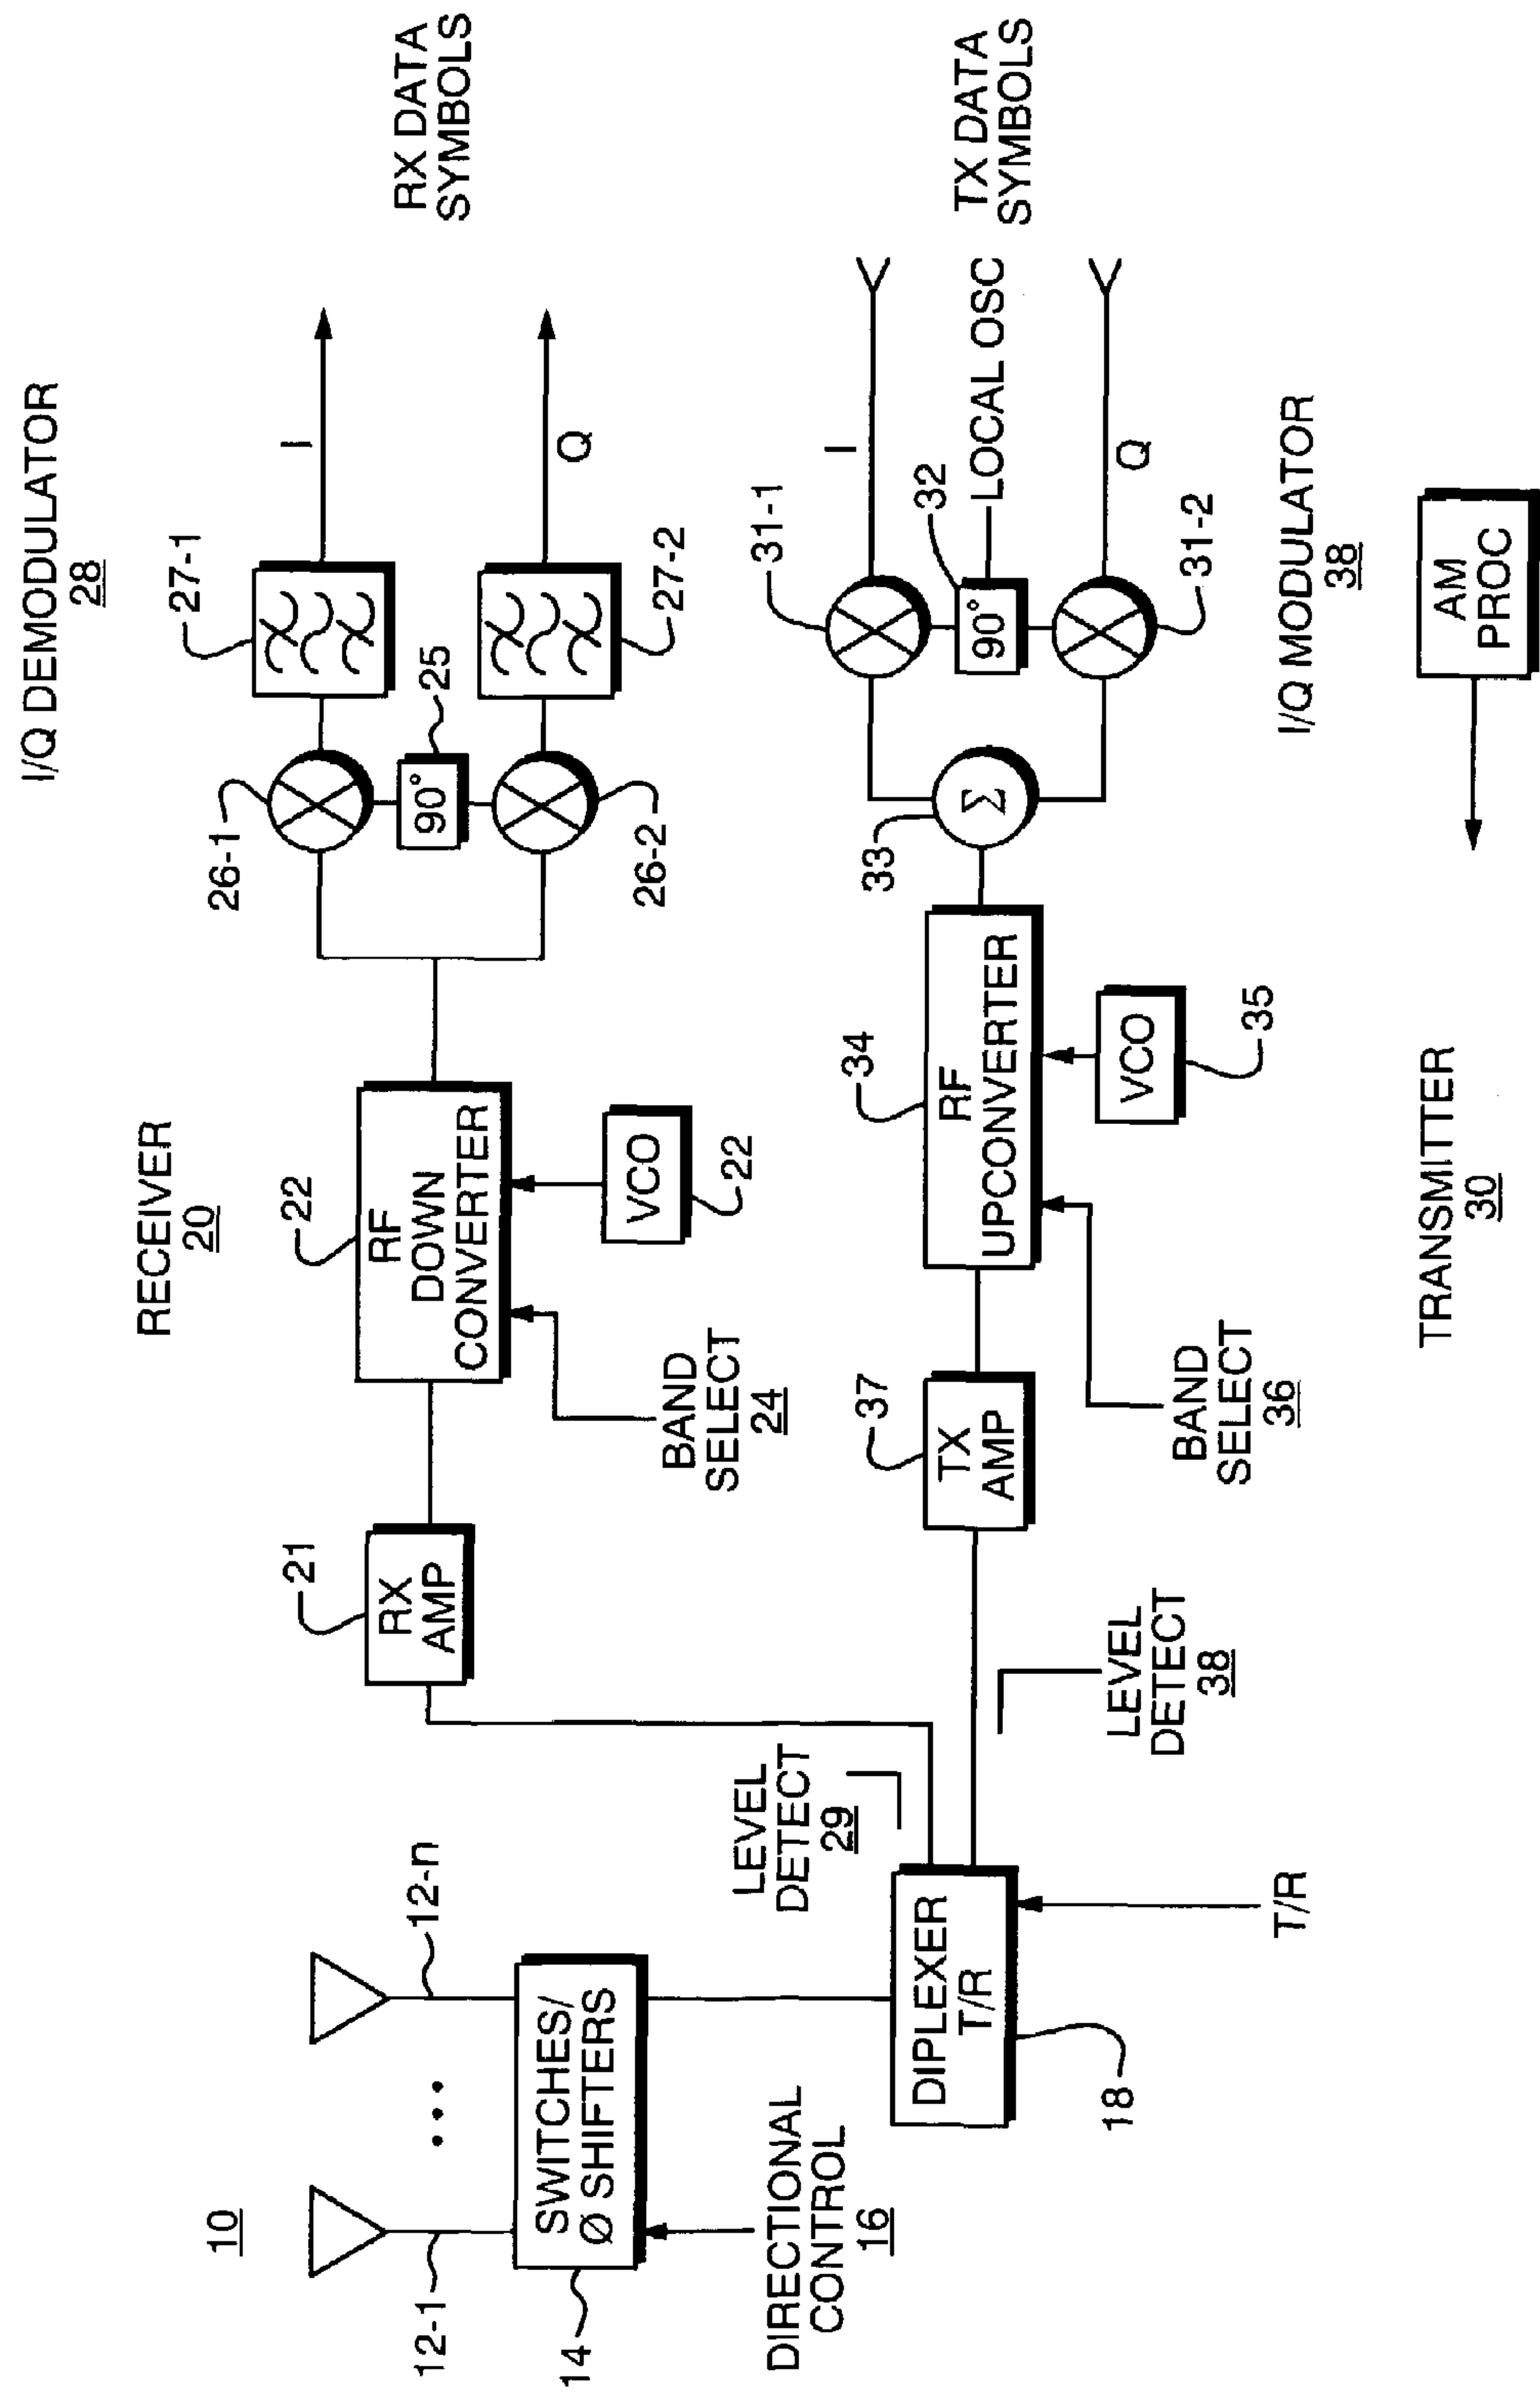 I/Q DEMODULATOR
28
RECEIVER
20
10
12-1
12-n
SWITCHES/
Ø SHIFTERS
14
DIRECTIONAL
CONTROL
16
DIPLEXER
T/R
18
T/R
LEVEL
DETECT
29
LEVEL
DETECT
38
21
RX
AMP
22
RF
DOWN
CONVERTER
VCO
22
BAND
SELECT
24
26-1
26-2
90°
25
27-1
27-2
I
Q
RX DATA
SYMBOLS
37
TX
AMP
34
RF
UPCONVERTER
VCO
35
BAND
SELECT
36
33
Σ
31-1
31-2
90°
32
LOCAL OSC
I
Q
TX DATA
SYMBOLS
I/Q MODULATOR
38
TRANSMITTER
30
AM
PROC